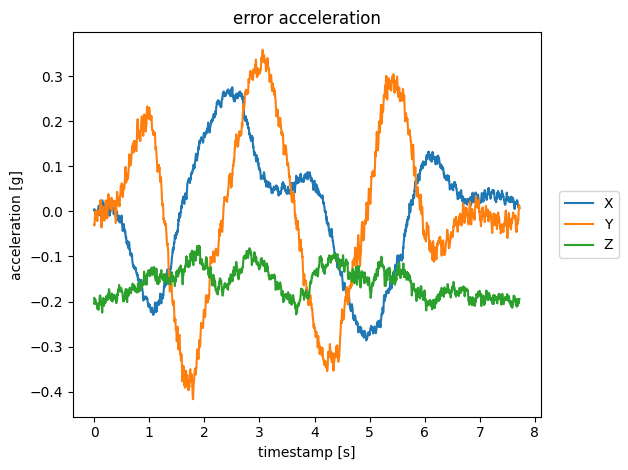 error acceleration
acceleration [g]
0.3
0.2
0.1
0.0
−0.1
−0.2
−0.3
−0.4
0 1 2 3 4 5 6 7 8
timestamp [s]
X
Y
Z